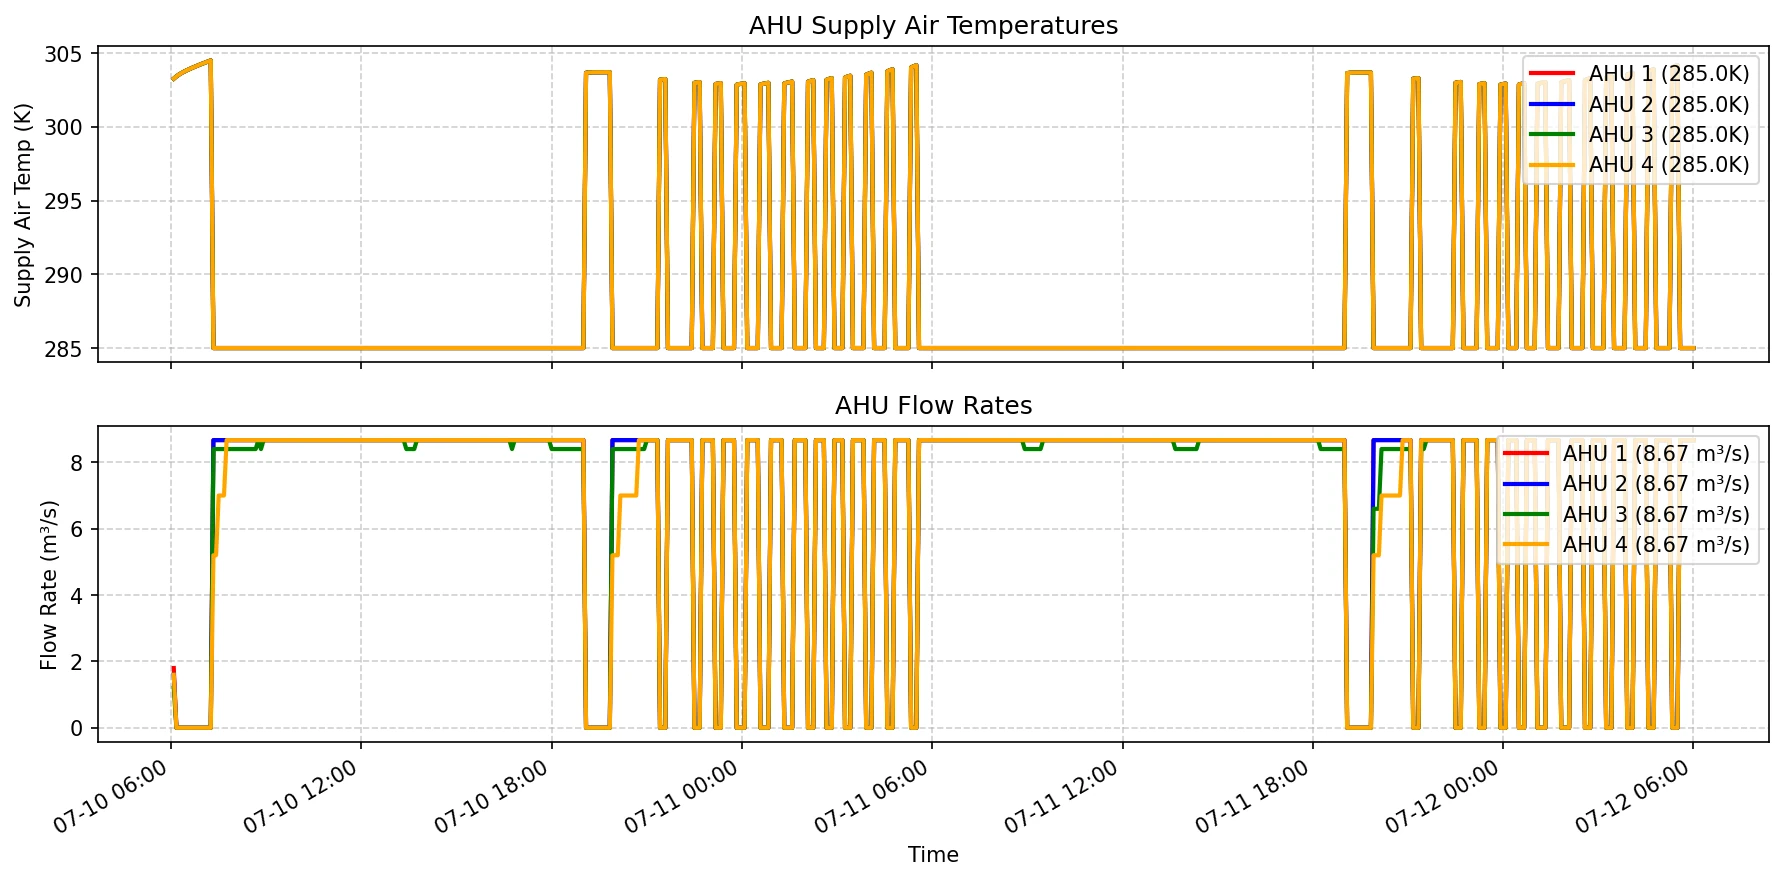 AHU Supply Air Temperatures
Supply Air Temp (K)
305
300
295
290
285
AHU 1 (285.0K)
AHU 2 (285.0K)
AHU 3 (285.0K)
AHU 4 (285.0K)
AHU Flow Rates
Flow Rate (m³/s)
8
6
4
2
0
AHU 1 (8.67 m³/s)
AHU 2 (8.67 m³/s)
AHU 3 (8.67 m³/s)
AHU 4 (8.67 m³/s)
07-10 06:00
07-10 12:00
07-10 18:00
07-11 00:00
07-11 06:00
07-11 12:00
07-11 18:00
07-12 00:00
07-12 06:00
Time